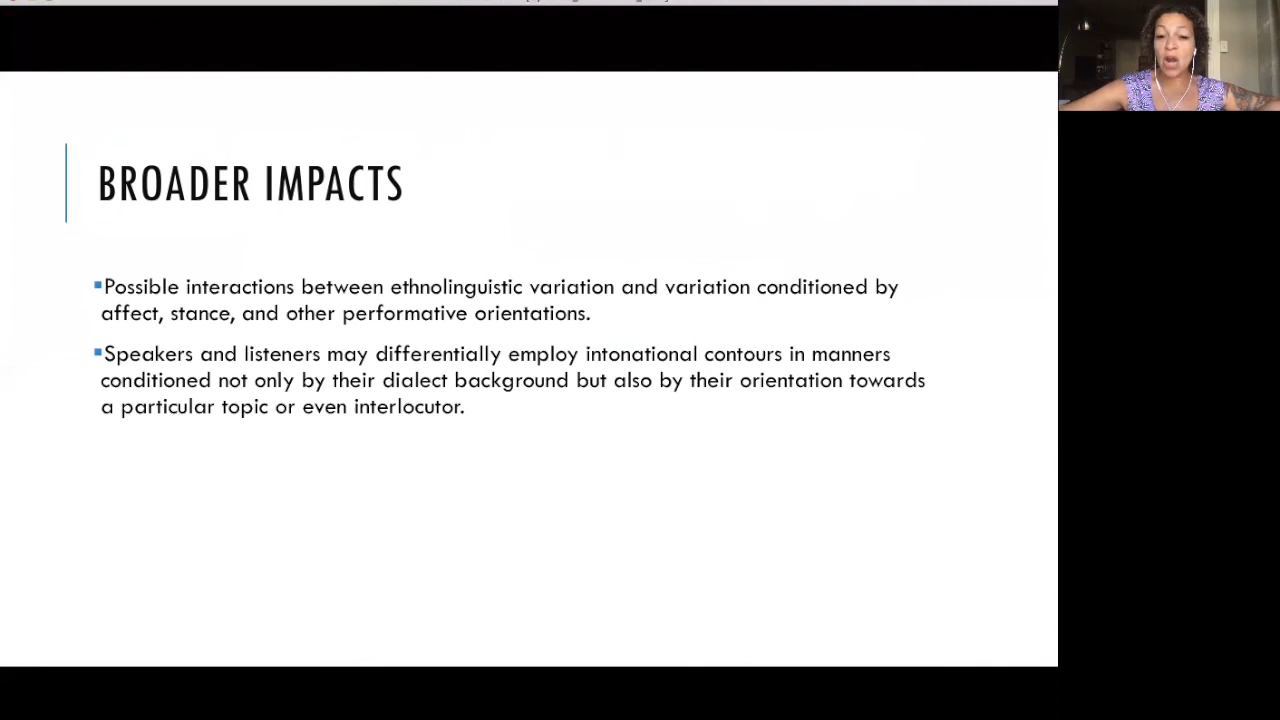 BROADER IMPACTS
▪Possible interactions between ethnolinguistic variation and variation conditioned by
affect, stance, and other performative orientations.
▪Speakers and listeners may differentially employ intonational contours in manners
conditioned not only by their dialect background but also by their orientation towards
a particular topic or even interlocutor.